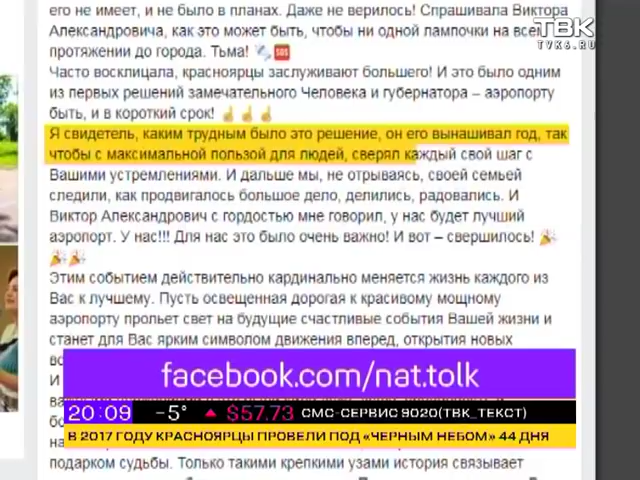 его не имеет, и не было в планах. Даже не верилось! Спрашивала Виктора
Александровича, как это может быть, чтобы ни одной лампочки на всем
протяжении до города. Тьма!
Часто восклицала, красноярцы заслуживают большего! И это было одним
из первых решений замечательного Человека и губернатора – аэропорту
быть, и в короткий срок!
Я свидетель, каким трудным было это решение, он его вынашивал год, так
чтобы с максимальной пользой для людей, сверял каждый свой шаг с
Вашими устремлениями. И дальше мы, не отрываясь, своей семьей
следили, как продвигалось большое дело, делились, радовались. И
Виктор Александрович с гордостью мне говорил, у нас будет лучший
аэропорт. У нас!!! Для нас это было очень важно! И вот – свершилось!
Этим событием действительно кардинально меняется жизнь каждого из
Вас к лучшему. Пусть освещенная дорогая к красивому мощному
аэропорту прольет свет на будущие счастливые события Вашей жизни и
станет для Вас ярким символом движения вперед, открытия новых
facebook.com/nat.tolk
20:09 -5° ▲ $57.73 СМС-СЕРВИС 9020(ТВК_ТЕКСТ)
В 2017 ГОДУ КРАСНОЯРЦЫ ПРОВЕЛИ ПОД «ЧЕРНЫМ НЕБОМ» 44 ДНЯ
подарком судьбы. Только такими крепкими узами история связывает
ТВК
TVK6.RU